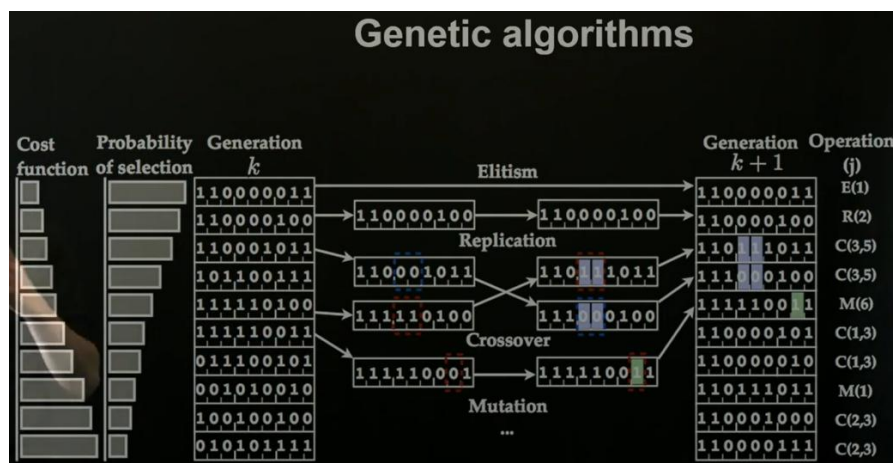 Genetic algorithms
Cost function
Probability of selection
Generation k
Generation k + 1
Operation (j)
Elitism
110000011
110000011
E(1)
110000100
110000100
110000100
110000100
R(2)
Replication
110001011
110001011
110111011
110111011
C(3,5)
101100111
111000100
C(3,5)
111110100
111110100
111000100
111110011
M(6)
Crossover
111110011
110000101
C(1,3)
011100101
111110001
111110011
110000010
C(1,3)
001010010
110111011
M(1)
Mutation
100100100
110001000
C(2,3)
...
010101111
110000111
C(2,3)